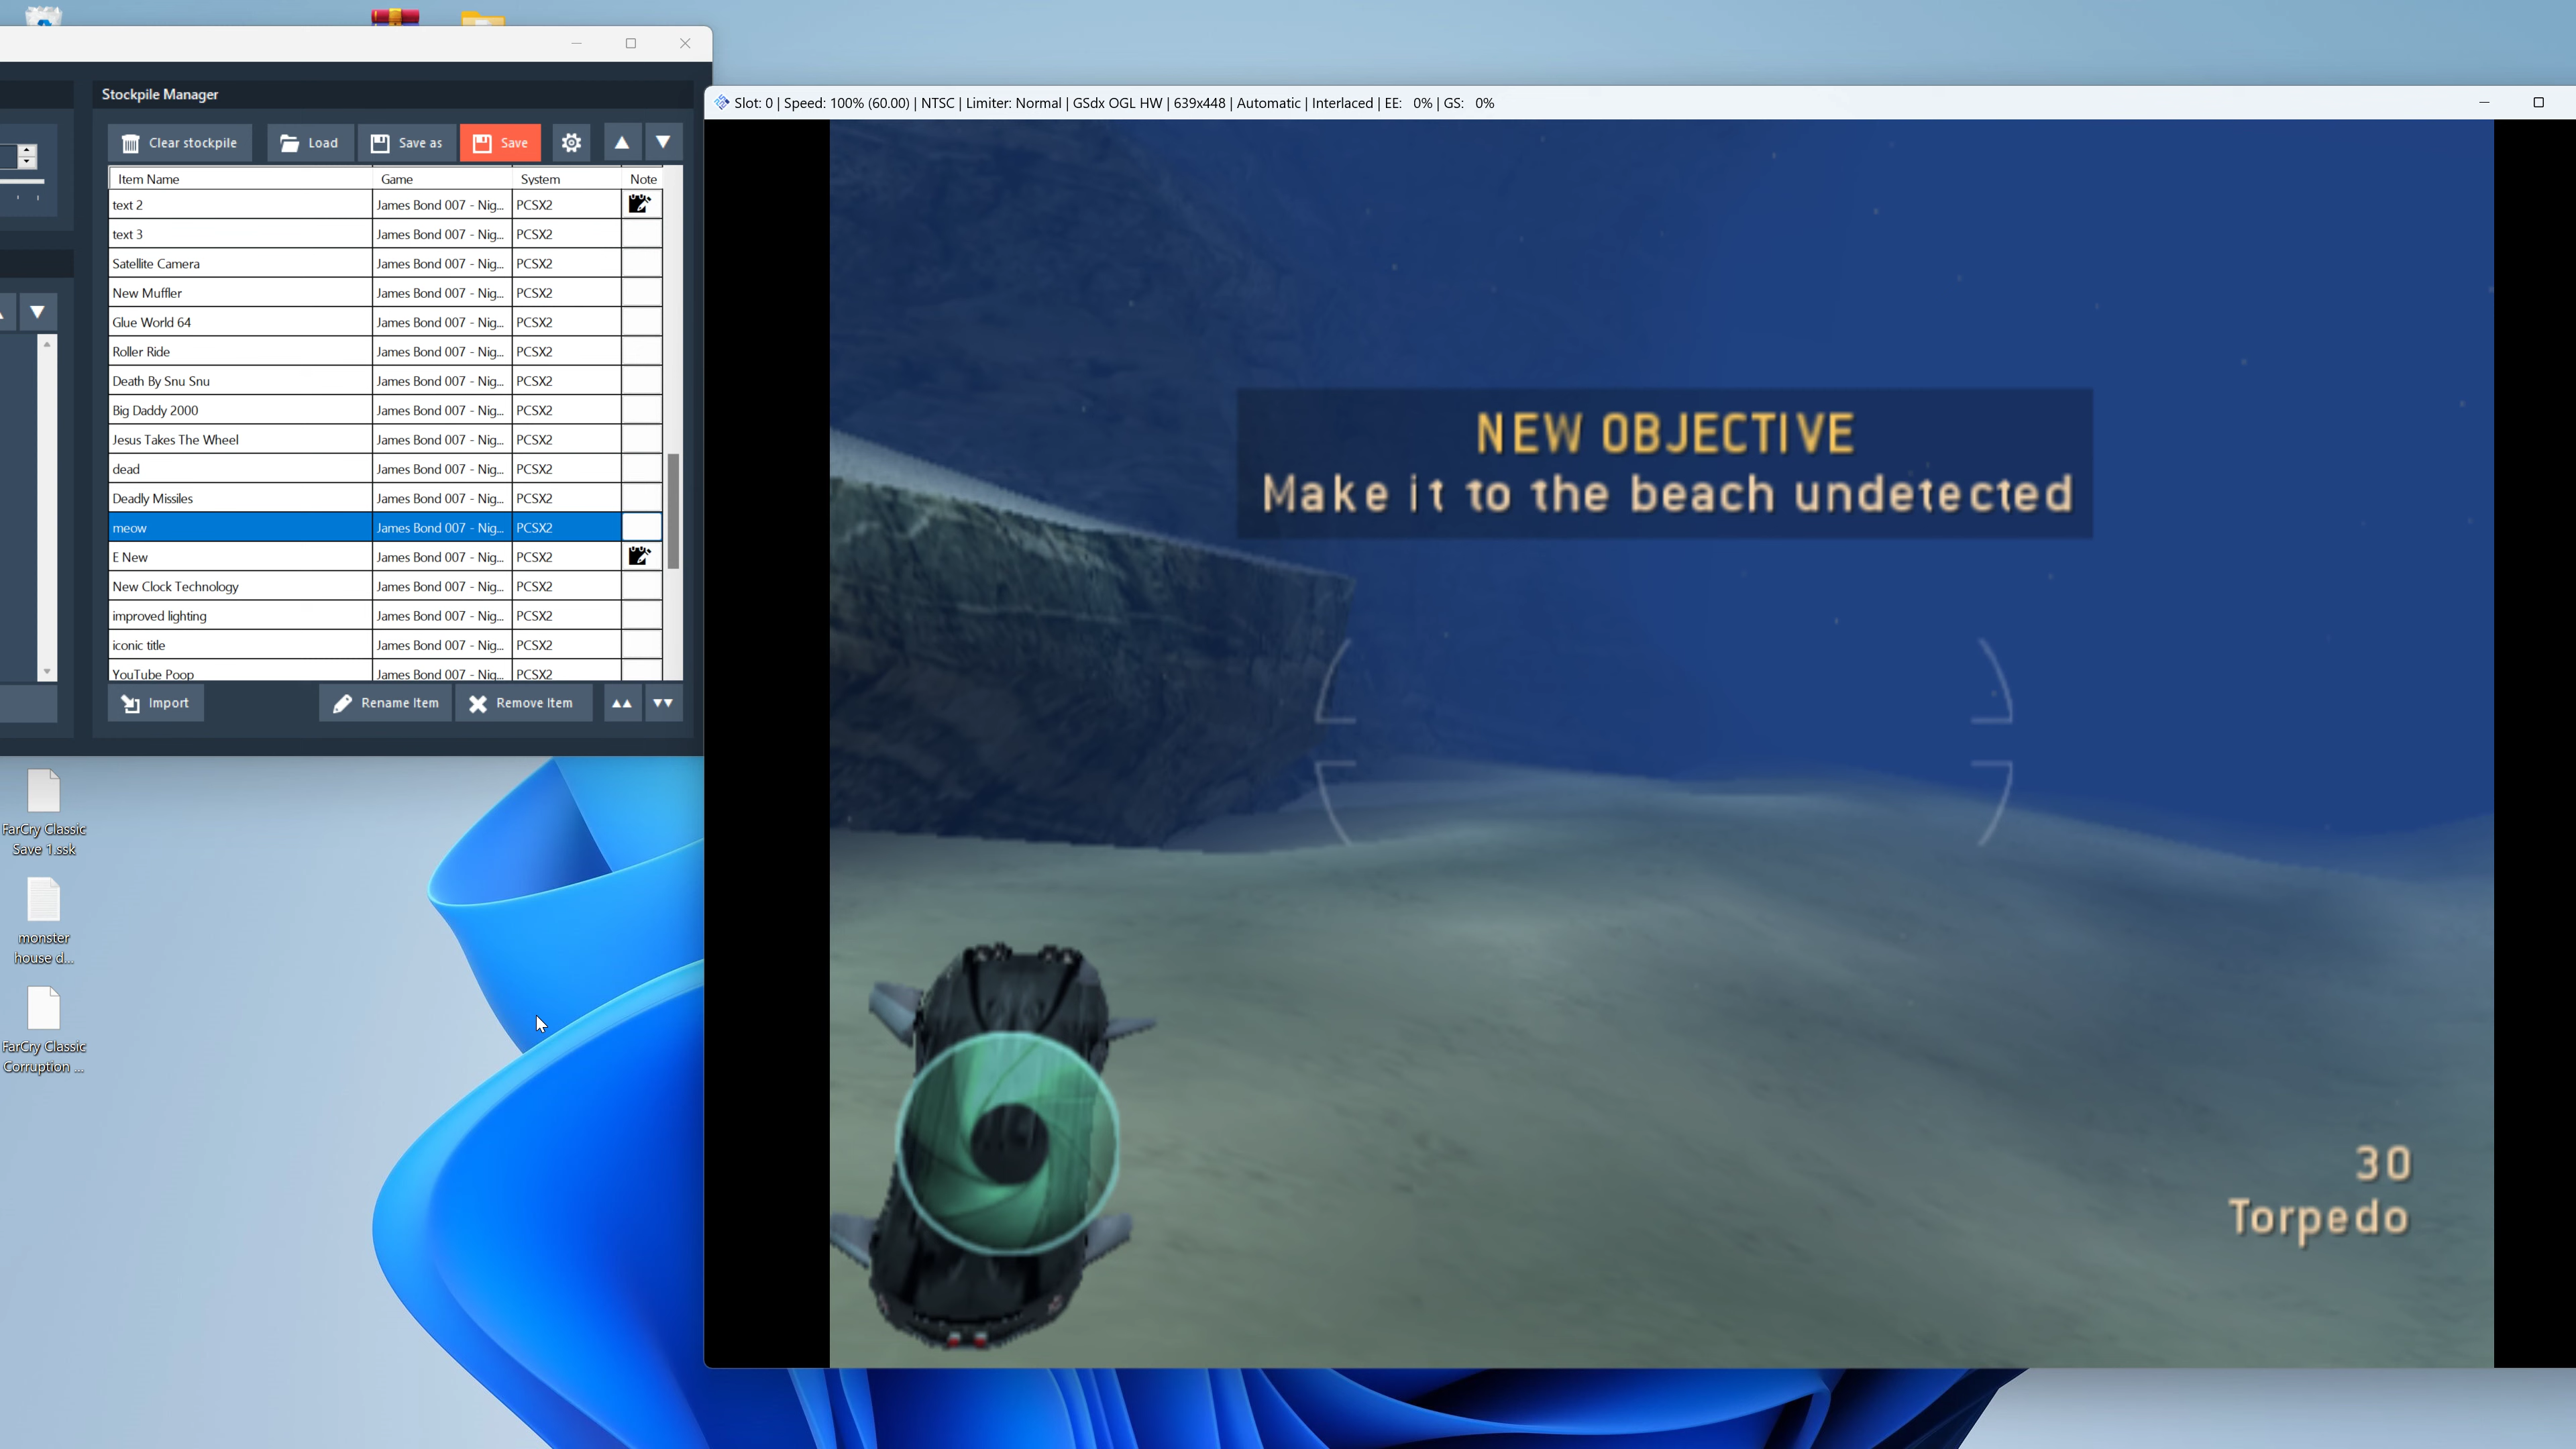 Stockpile Manager
Clear stockpile Load Save as Save
Item Name Game System Note
text 2 James Bond 007 - Nig... PCSX2
text 3 James Bond 007 - Nig... PCSX2
Satellite Camera James Bond 007 - Nig... PCSX2
New Muffler James Bond 007 - Nig... PCSX2
Glue World 64 James Bond 007 - Nig... PCSX2
Roller Ride James Bond 007 - Nig... PCSX2
Death By Snu Snu James Bond 007 - Nig... PCSX2
Big Daddy 2000 James Bond 007 - Nig... PCSX2
Jesus Takes The Wheel James Bond 007 - Nig... PCSX2
dead James Bond 007 - Nig... PCSX2
Deadly Missiles James Bond 007 - Nig... PCSX2
meow James Bond 007 - Nig... PCSX2
E New James Bond 007 - Nig... PCSX2
New Clock Technology James Bond 007 - Nig... PCSX2
improved lighting James Bond 007 - Nig... PCSX2
iconic title James Bond 007 - Nig... PCSX2
YouTube Poop James Bond 007 - Nig... PCSX2
Import Rename Item Remove Item
FarCry Classic
Save 1.ssk
monster
house d...
FarCry Classic
Corruption ...
Slot: 0 | Speed: 100% (60.00) | NTSC | Limiter: Normal | GSdx OGL HW | 639x448 | Automatic | Interlaced | EE: 0% | GS: 0%
NEW OBJECTIVE
Make it to the beach undetected
30
Torpedo